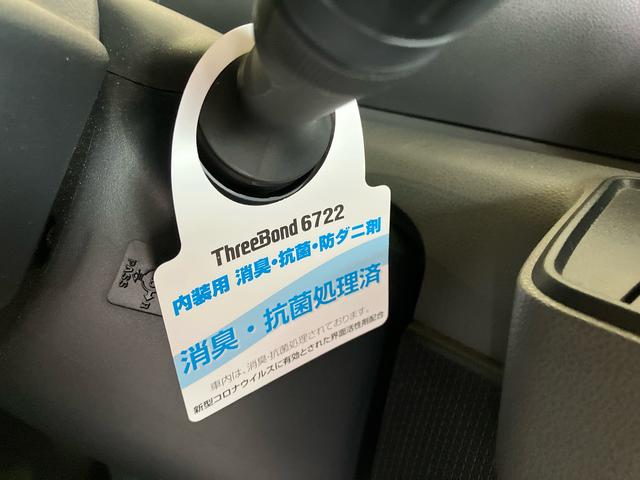 ThreeBond 6722
内装用 消臭・抗菌・防ダニ剤
消臭・抗菌処理済
車内は、消臭・抗菌処理されております。
新型コロナウイルスに有効とされた界面活性剤配合
PASS